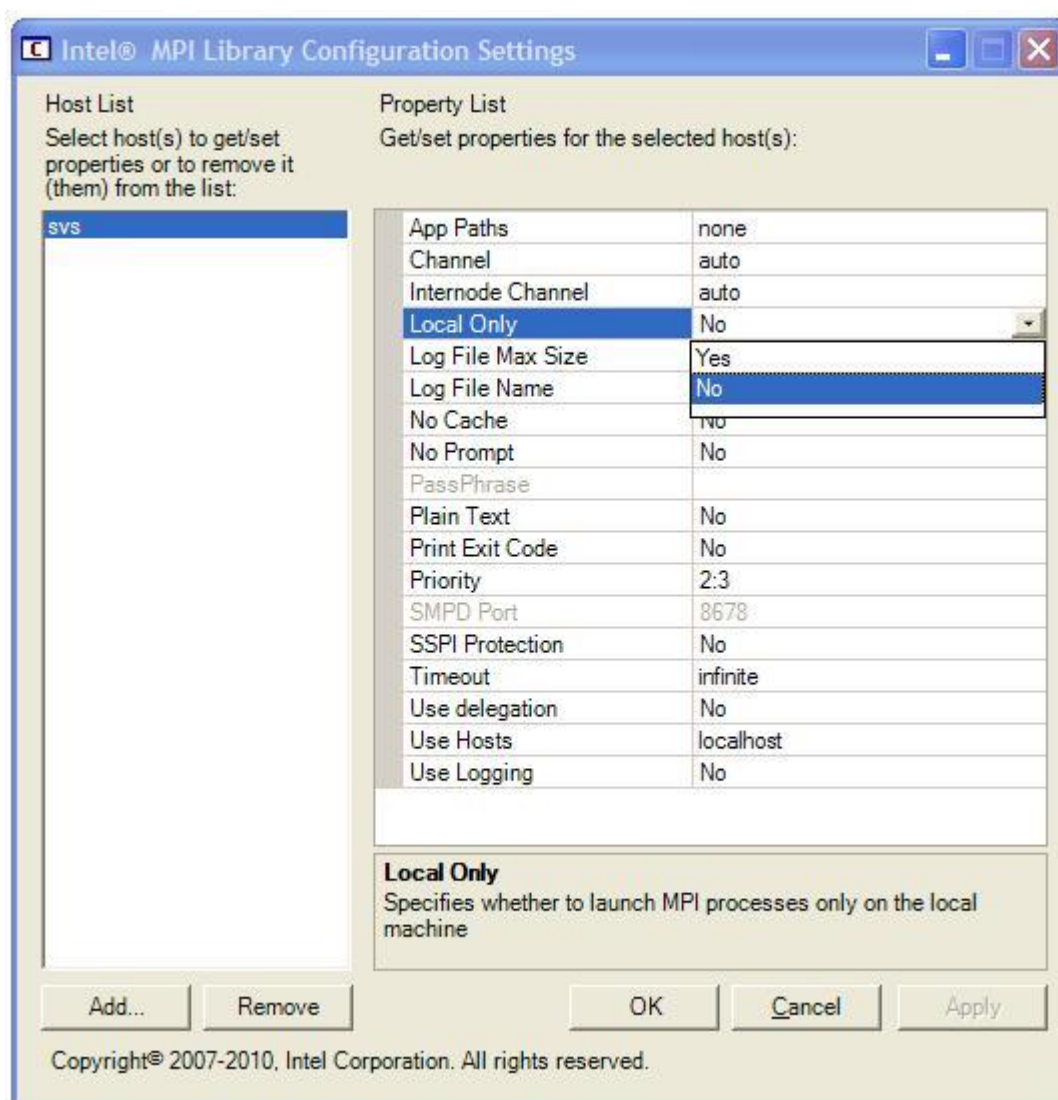 Intel® MPI Library Configuration Settings
Host List
Select host(s) to get/set
properties or to remove it
(them) from the list:
svs
Property List
Get/set properties for the selected host(s):
App Paths none
Channel auto
Internode Channel auto
Local Only No
Log File Max Size Yes
Log File Name No
No Cache No
No Prompt No
PassPhrase
Plain Text No
Print Exit Code No
Priority 2:3
SMPD Port 8678
SSPI Protection No
Timeout infinite
Use delegation No
Use Hosts localhost
Use Logging No
Local Only
Specifies whether to launch MPI processes only on the local
machine
Add... Remove OK Cancel Apply
Copyright© 2007-2010, Intel Corporation. All rights reserved.